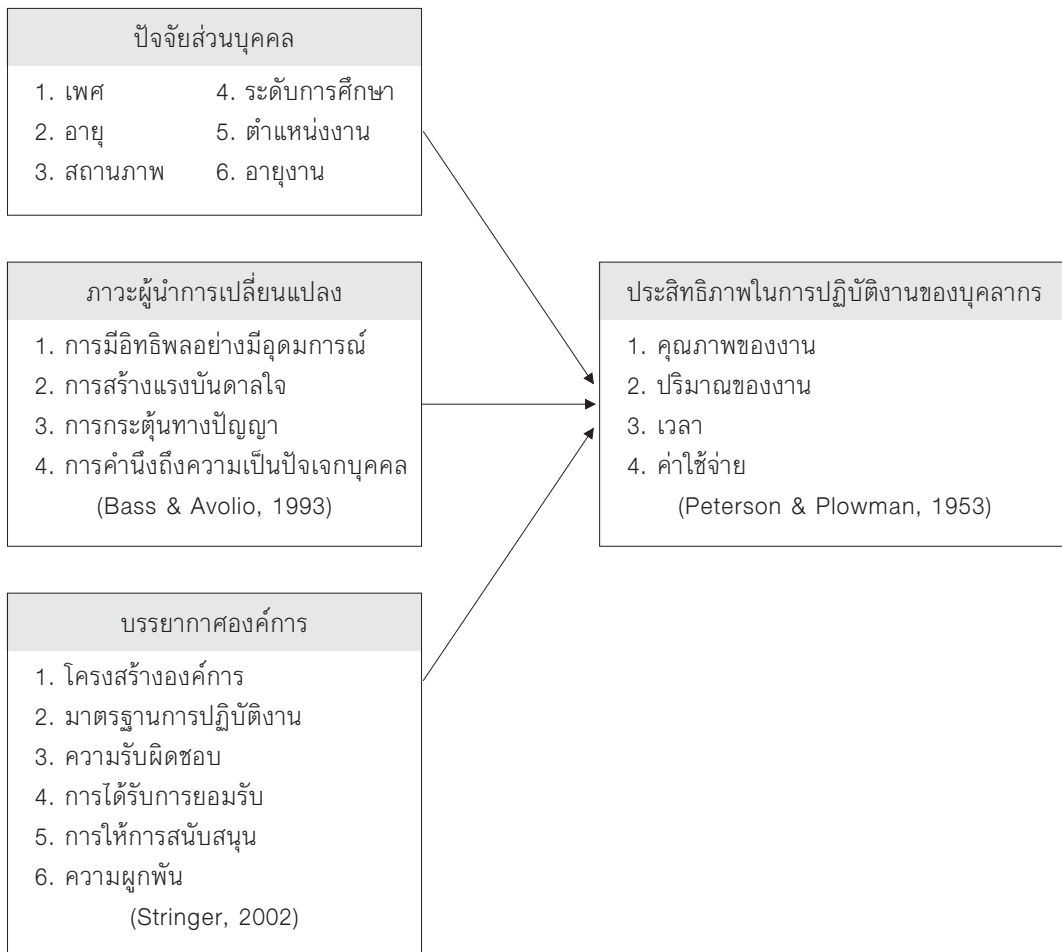 ปัจจัยส่วนบุคคล
1. เพศ 4. ระดับการศึกษา
2. อายุ 5. ตำแหน่งงาน
3. สถานภาพ 6. อายุงาน
ภาวะผู้นำการเปลี่ยนแปลง
1. การมีอิทธิพลอย่างมีอุดมการณ์
2. การสร้างแรงบันดาลใจ
3. การกระตุ้นทางปัญญา
4. การคำนึงถึงความเป็นปัจเจกบุคคล
(Bass & Avolio, 1993)
ประสิทธิภาพในการปฏิบัติงานของบุคลากร
1. คุณภาพของงาน
2. ปริมาณของงาน
3. เวลา
4. ค่าใช้จ่าย
(Peterson & Plowman, 1953)
บรรยากาศองค์การ
1. โครงสร้างองค์การ
2. มาตรฐานการปฏิบัติงาน
3. ความรับผิดชอบ
4. การได้รับการยอมรับ
5. การให้การสนับสนุน
6. ความผูกพัน
(Stringer, 2002)